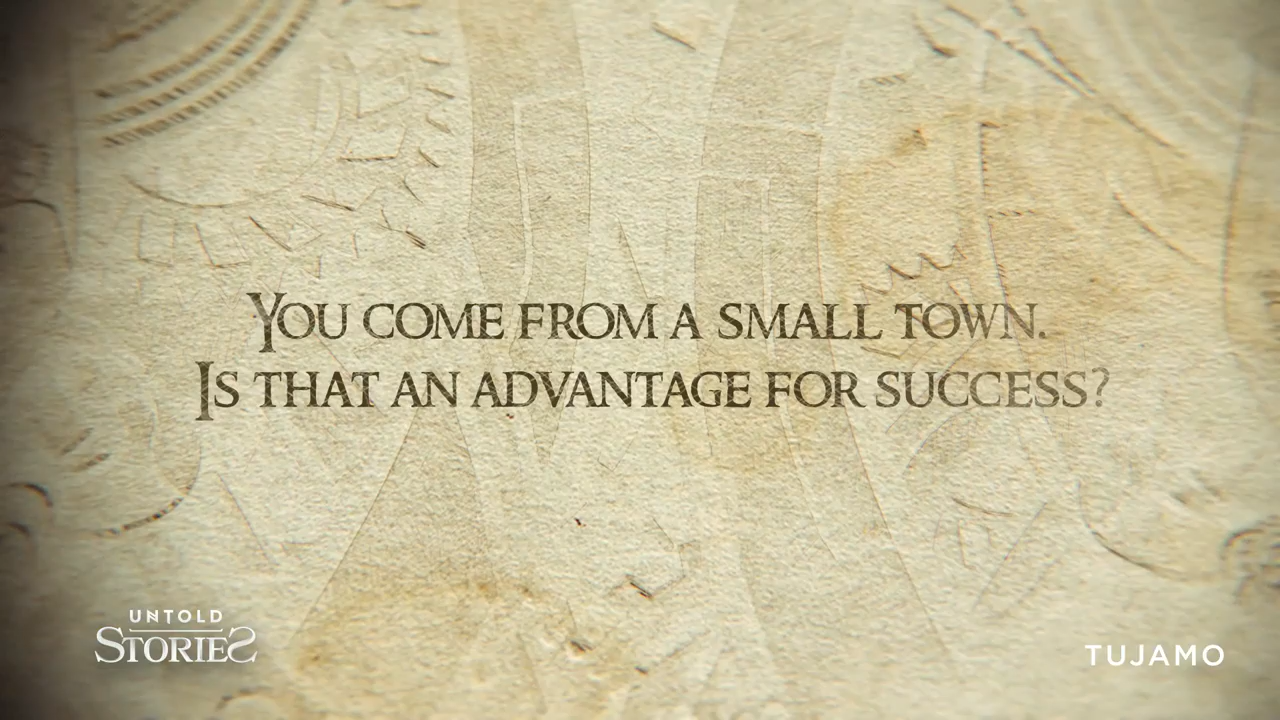 You come from a small town.
Is that an advantage for success?
UNTOLD
STORIES
TUJAMO